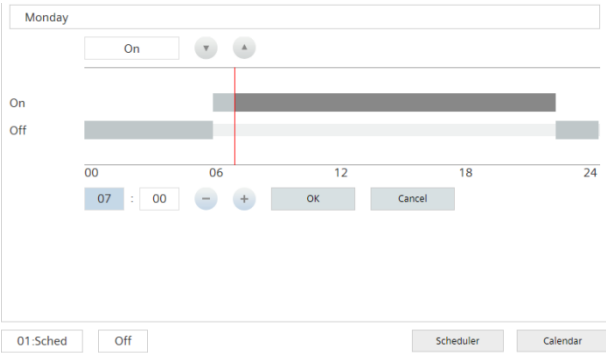 Monday
On
On
Off
00 06 12 18 24
07 : 00 − + OK Cancel
01:Sched Off Scheduler Calendar